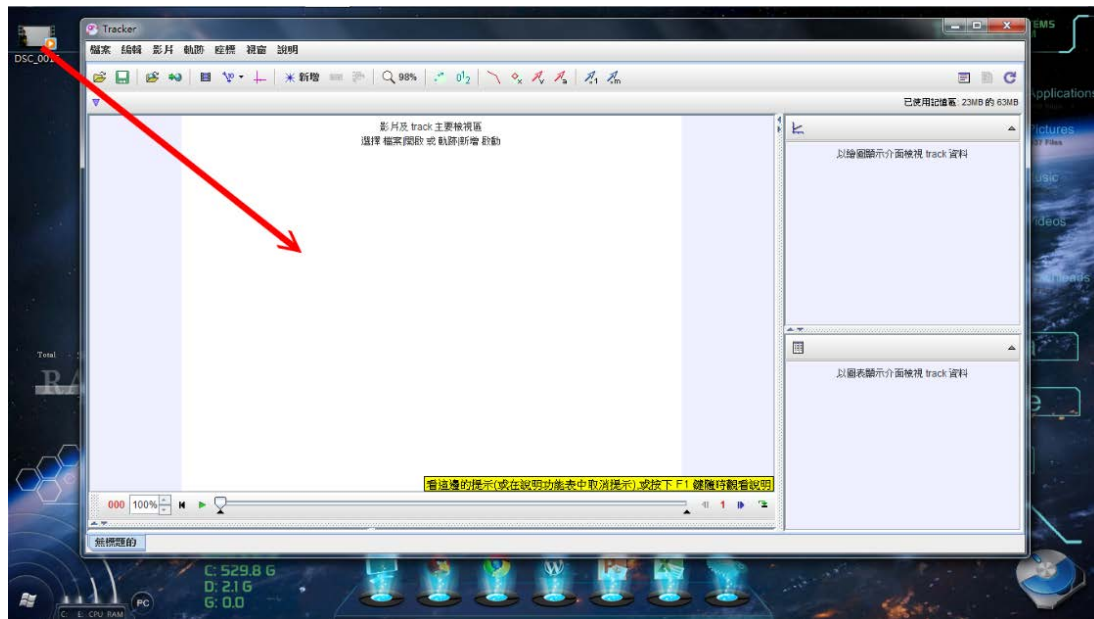 Tracker
檔案 編輯 影片 軌跡 座標 視窗 說明
DSC_001
新增 98%
已使用記憶區: 23MB 的 63MB
影片及 track 主要檢視區
選擇 檔案|開啟 或 軌跡|新增 啟動
以繪圖顯示介面檢視 track 資料
以圖表顯示介面檢視 track 資料
看這邊的提示(或在說明功能表中取消提示),或按下 F1 鍵隨時觀看說明
000 100% 1
無標題的
Total
C: 529.8 G
D: 2.1 G
G: 0.0
PC
C: E: CPU RAM